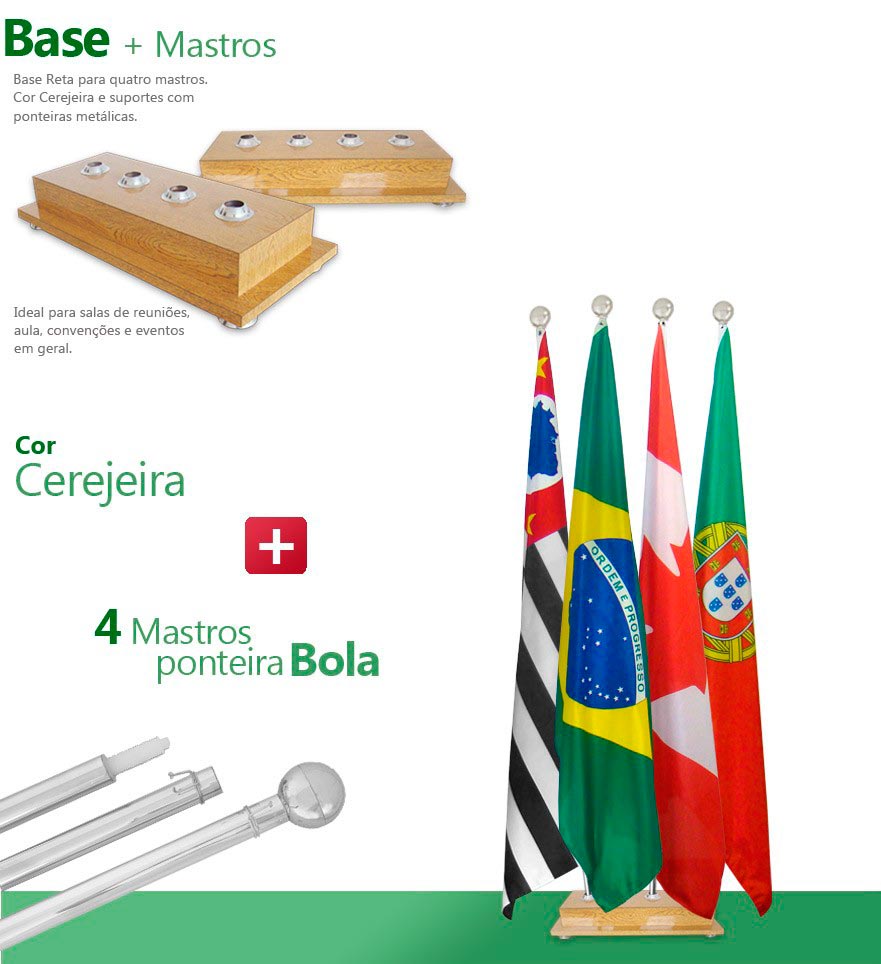 Base + Mastros
Base Reta para quatro mastros.
Cor Cerejeira e suportes com
ponteiras metálicas.
Ideal para salas de reuniões,
aula, convenções e eventos
em geral.
Cor
Cerejeira
4 Mastros
ponteira Bola
ORDEM E PROGRESSO